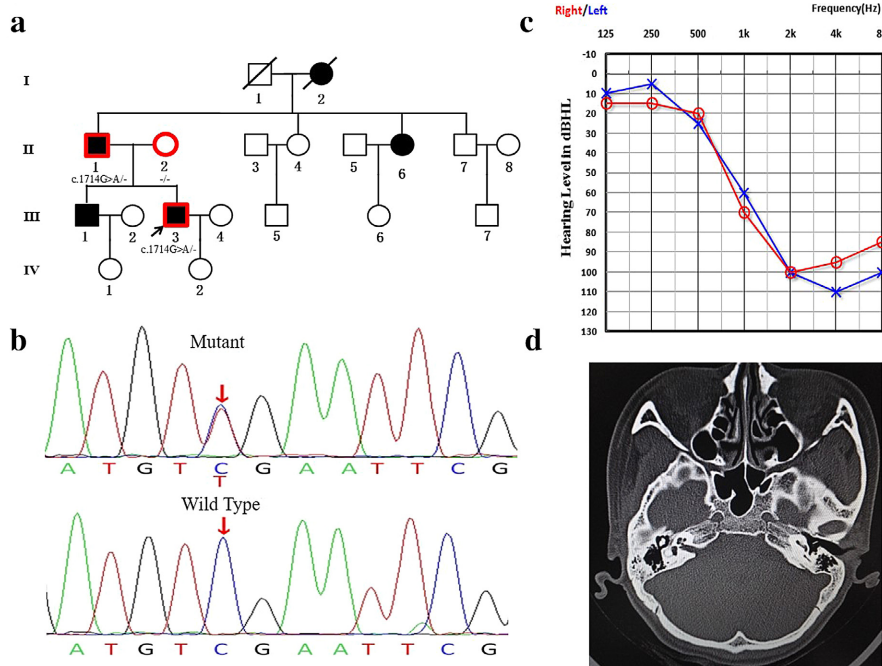 a
I
1 2
II
1 2 3 4 5 6 7 8
c.1714G>A/- -/-
III
1 2 3 4 5 6 7
c.1714G>A/-
IV
1 2
b
Mutant
A T G T C G A A T T C G
T
Wild Type
A T G T C G A A T T C G
c
Right/Left Frequency(Hz)
125 250 500 1k 2k 4k 8
Hearing Level in dBHL
-10
0
10
20
30
40
50
60
70
80
90
100
110
120
130
d